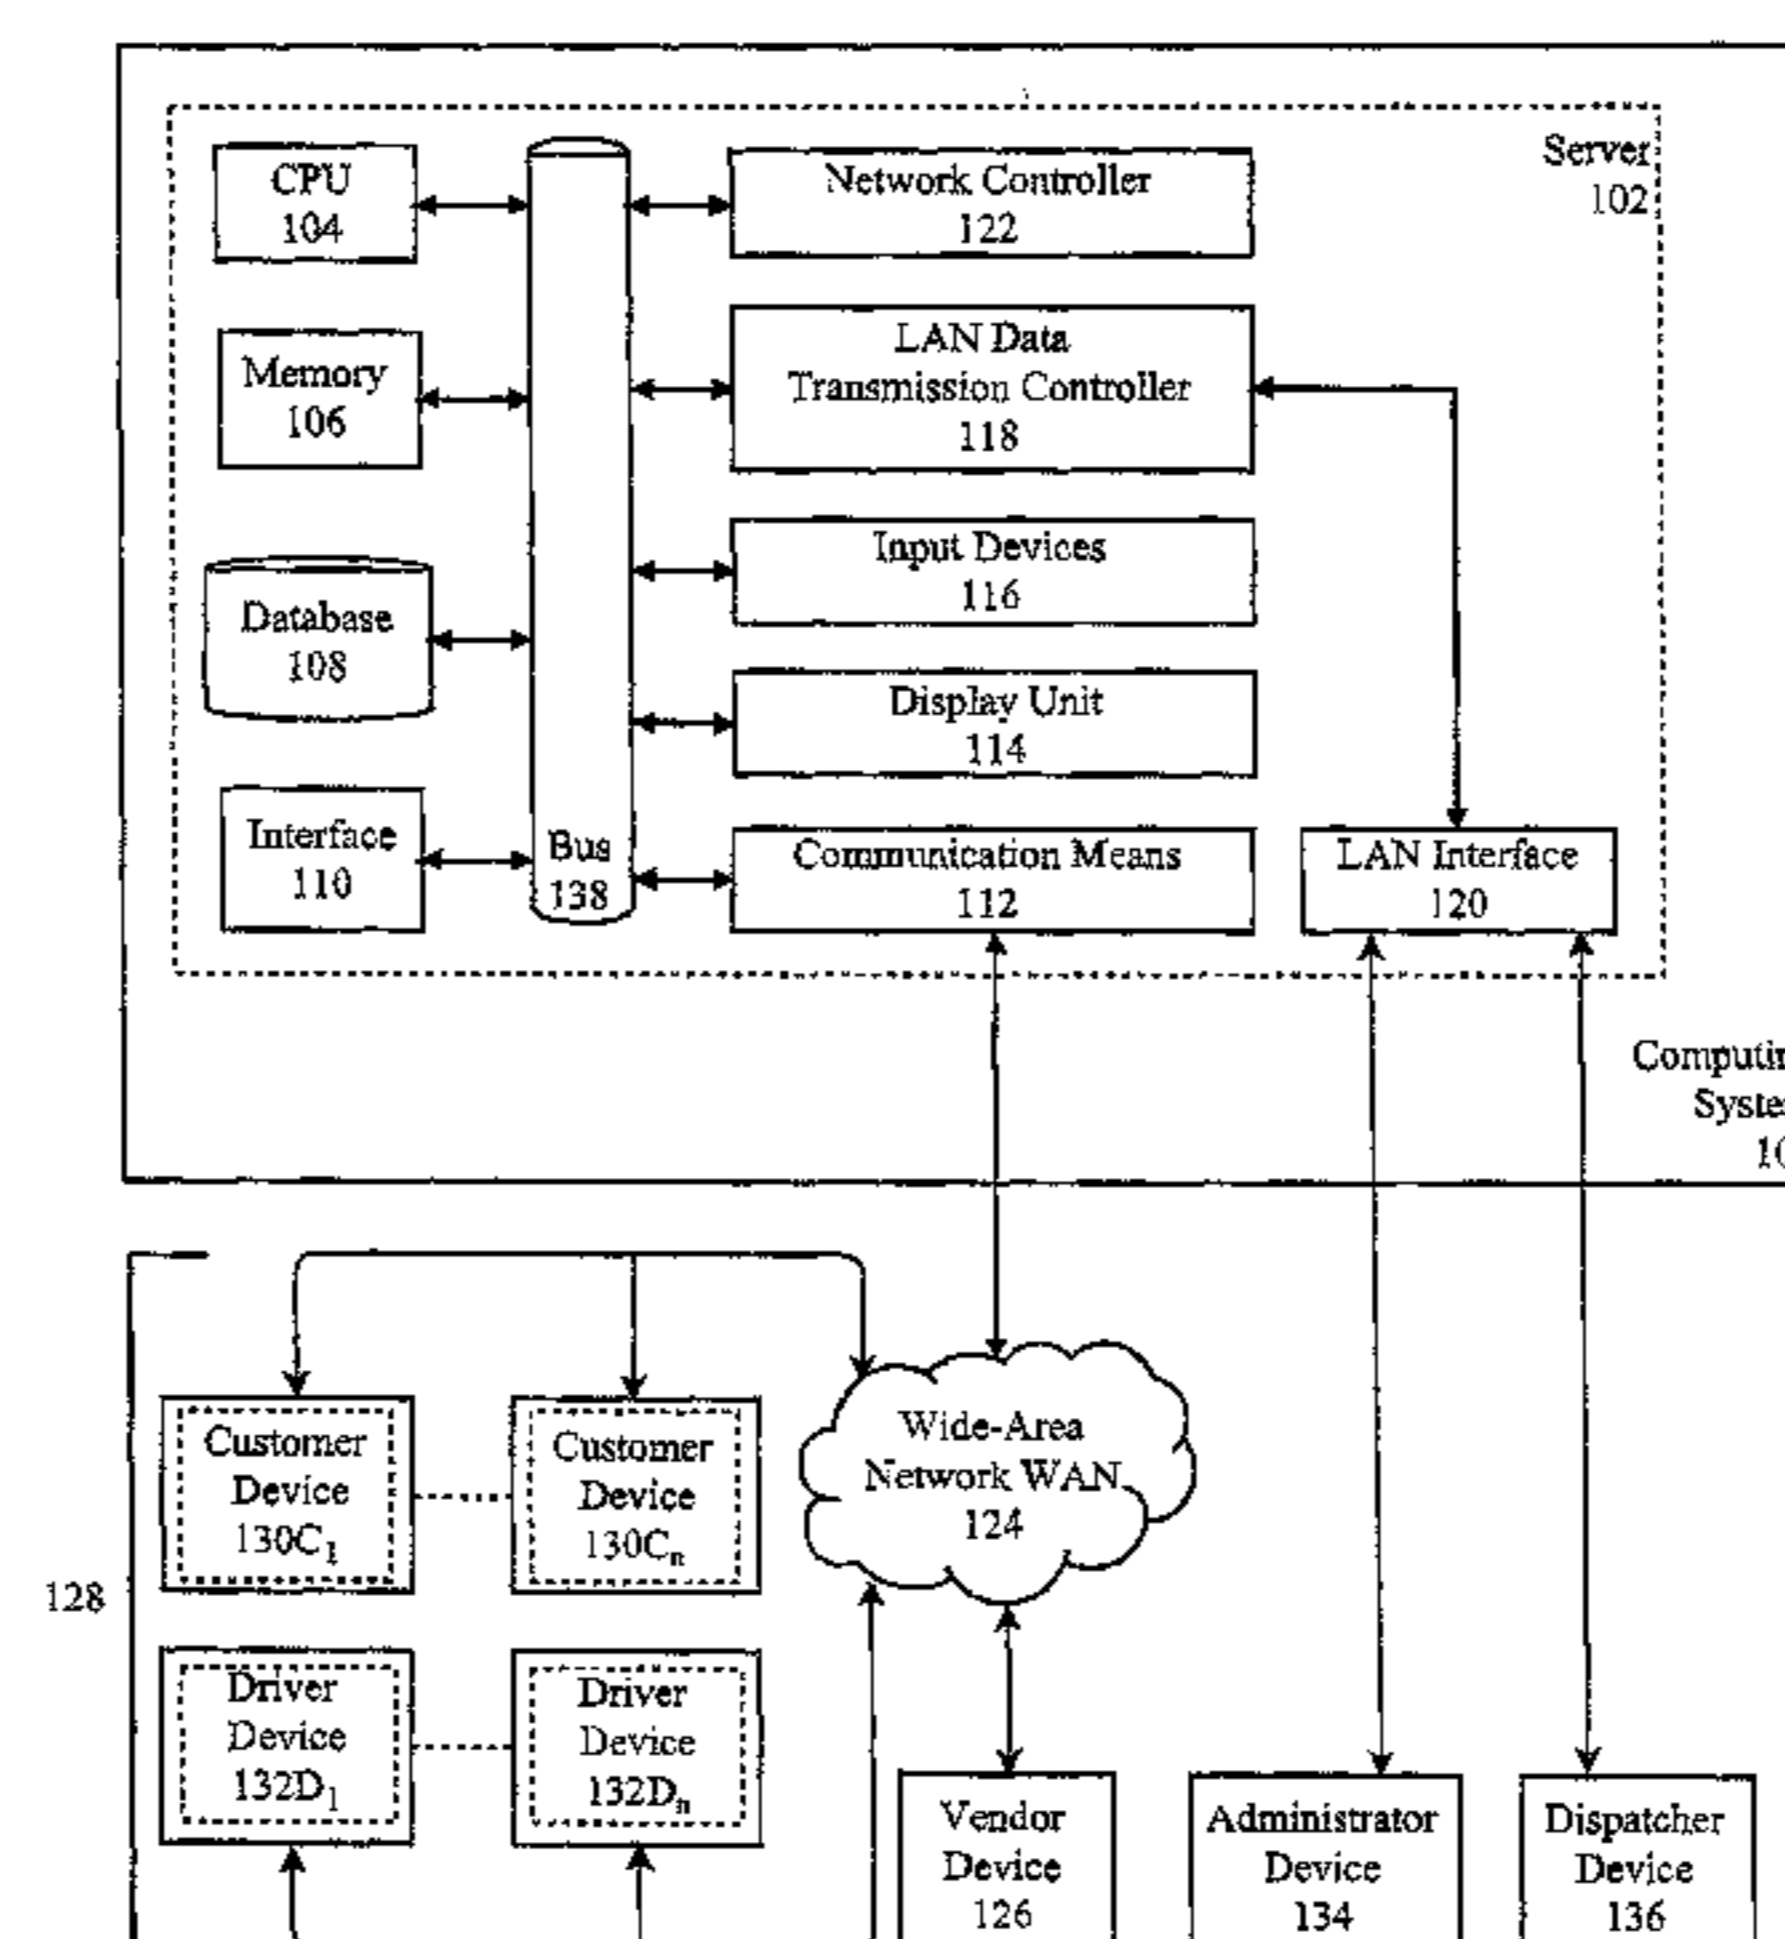 Server
102
CPU
104
Network Controller
122
Memory
106
LAN Data
Transmission Controller
118
Database
108
Input Devices
116
Display Unit
114
Interface
110
Bus
138
Communication Means
112
LAN Interface
120
Computin
Syste
10
128
Customer
Device
130C₁
Customer
Device
130Cₙ
Wide-Area
Network WAN
124
Driver
Device
132D₁
Driver
Device
132Dₙ
Vendor
Device
126
Administrator
Device
134
Dispatcher
Device
136